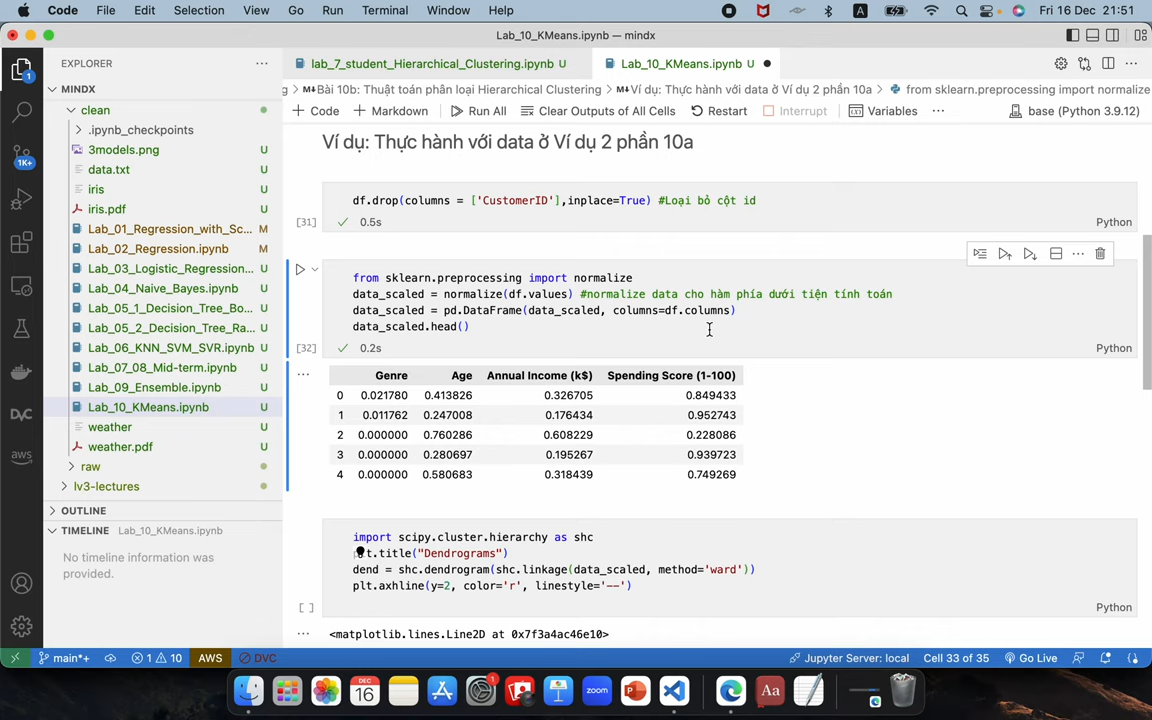 Code File Edit Selection View Go Run Terminal Window Help
Fri 16 Dec 21:51
Lab_10_KMeans.ipynb — mindx
EXPLORER
MINDX
clean
.ipynb_checkpoints
3models.png U
data.txt U
iris U
iris.pdf U
Lab_01_Regression_with_Sc... M
Lab_02_Regression.ipynb M
Lab_03_Logistic_Regression... U
Lab_04_Naive_Bayes.ipynb U
Lab_05_1_Decision_Tree_Bo... U
Lab_05_2_Decision_Tree_Ra... U
Lab_06_KNN_SVM_SVR.ipynb U
Lab_07_08_Mid-term.ipynb U
Lab_09_Ensemble.ipynb U
Lab_10_KMeans.ipynb U
weather U
weather.pdf U
raw
lv3-lectures
OUTLINE
TIMELINE Lab_10_KMeans.ipynb
No timeline information was
provided.
1
1K+
DVC
aws
lab_7_student_Hierarchical_Clustering.ipynb U
Lab_10_KMeans.ipynb U
g > M↓Bài 10b: Thuật toán phân loại Hierarchical Clustering > M↓Ví dụ: Thực hành với data ở Ví dụ 2 phần 10a > from sklearn.preprocessing import normalize
+ Code + Markdown Run All Clear Outputs of All Cells Restart Interrupt Variables ... base (Python 3.9.12)
Ví dụ: Thực hành với data ở Ví dụ 2 phần 10a
df.drop(columns = ['CustomerID'],inplace=True) #Loại bỏ cột id
[31] 0.5s Python
from sklearn.preprocessing import normalize
data_scaled = normalize(df.values) #normalize data cho hàm phía dưới tiện tính toán
data_scaled = pd.DataFrame(data_scaled, columns=df.columns)
data_scaled.head()
[32] 0.2s Python
Genre Age Annual Income (k$) Spending Score (1-100)
0 0.021780 0.413826 0.326705 0.849433
1 0.011762 0.247008 0.176434 0.952743
2 0.000000 0.760286 0.608229 0.228086
3 0.000000 0.280697 0.195267 0.939723
4 0.000000 0.580683 0.318439 0.749269
import scipy.cluster.hierarchy as shc
t.title("Dendrograms")
dend = shc.dendrogram(shc.linkage(data_scaled, method='ward'))
plt.axhline(y=2, color='r', linestyle='--')
[ ] Python
<matplotlib.lines.Line2D at 0x7f3a4ac46e10>
main*+ 1 10 AWS DVC Jupyter Server: local Cell 33 of 35 Go Live
DEC
16
1
zoom
Aa